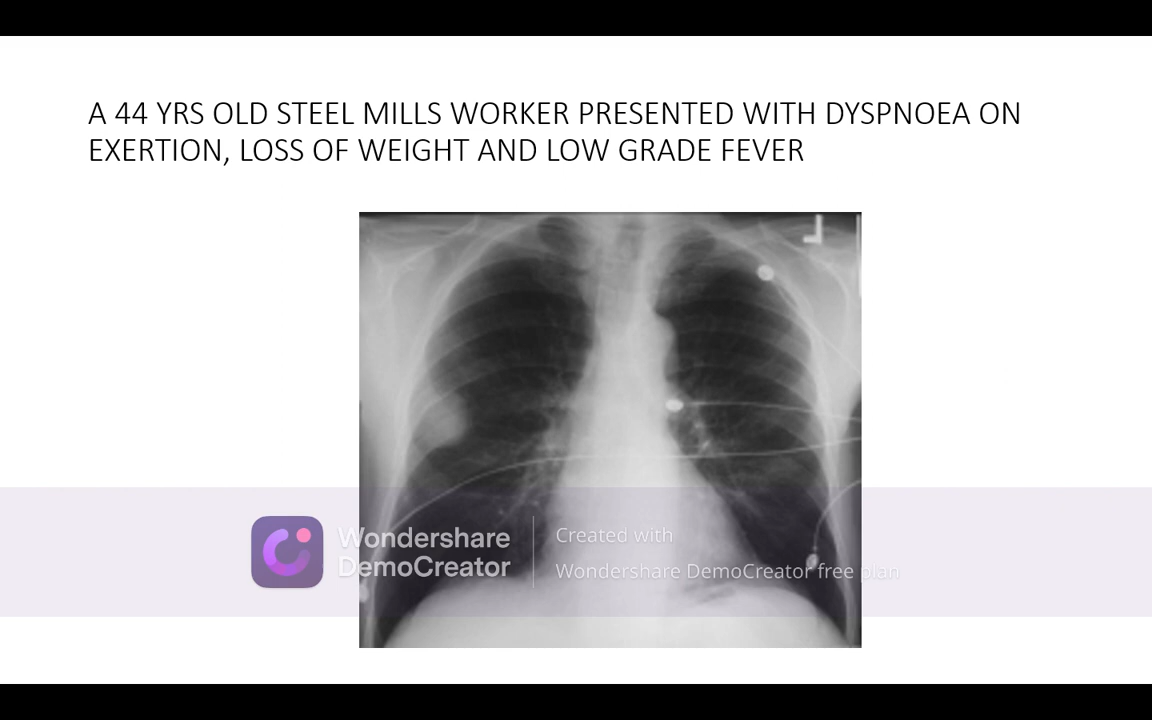 A 44 YRS OLD STEEL MILLS WORKER PRESENTED WITH DYSPNOEA ON
EXERTION, LOSS OF WEIGHT AND LOW GRADE FEVER
L
Wondershare
DemoCreator
Created with
Wondershare DemoCreator free plan